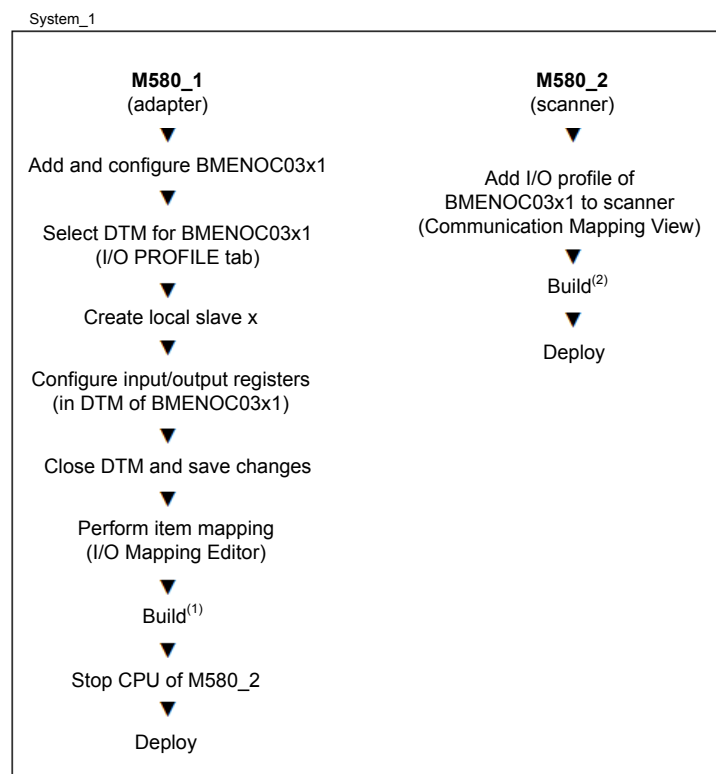 System_1
M580_1
(adapter)
Add and configure BMENOC03x1
Select DTM for BMENOC03x1
(I/O PROFILE tab)
Create local slave x
Configure input/output registers
(in DTM of BMENOC03x1)
Close DTM and save changes
Perform item mapping
(I/O Mapping Editor)
Build(1)
Stop CPU of M580_2
Deploy
M580_2
(scanner)
Add I/O profile of
BMENOC03x1 to scanner
(Communication Mapping View)
Build(2)
Deploy